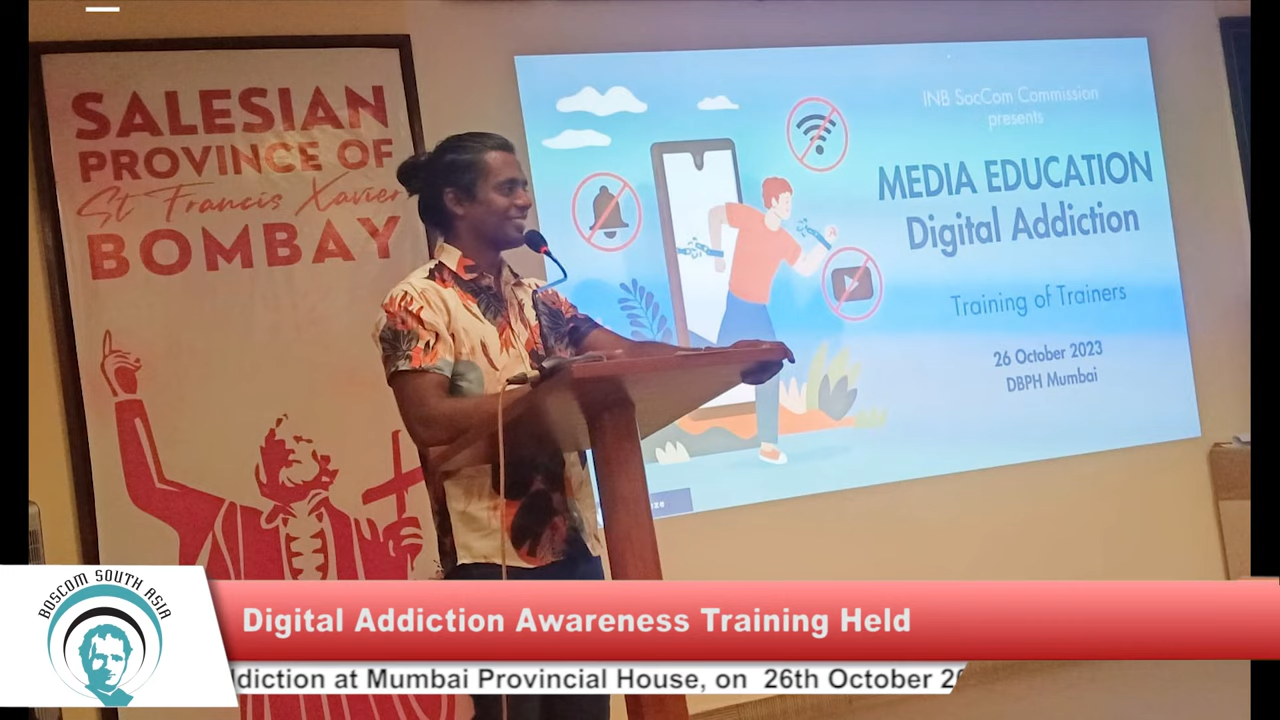 SALESIAN
PROVINCE OF
St Francis Xavier
BOMBAY
INB SocCom Commission
presents
MEDIA EDUCATION
Digital Addiction
Training of Trainers
26 October 2023
DBPH Mumbai
BOSCOM SOUTH ASIA
Digital Addiction Awareness Training Held
ddiction at Mumbai Provincial House, on 26th October